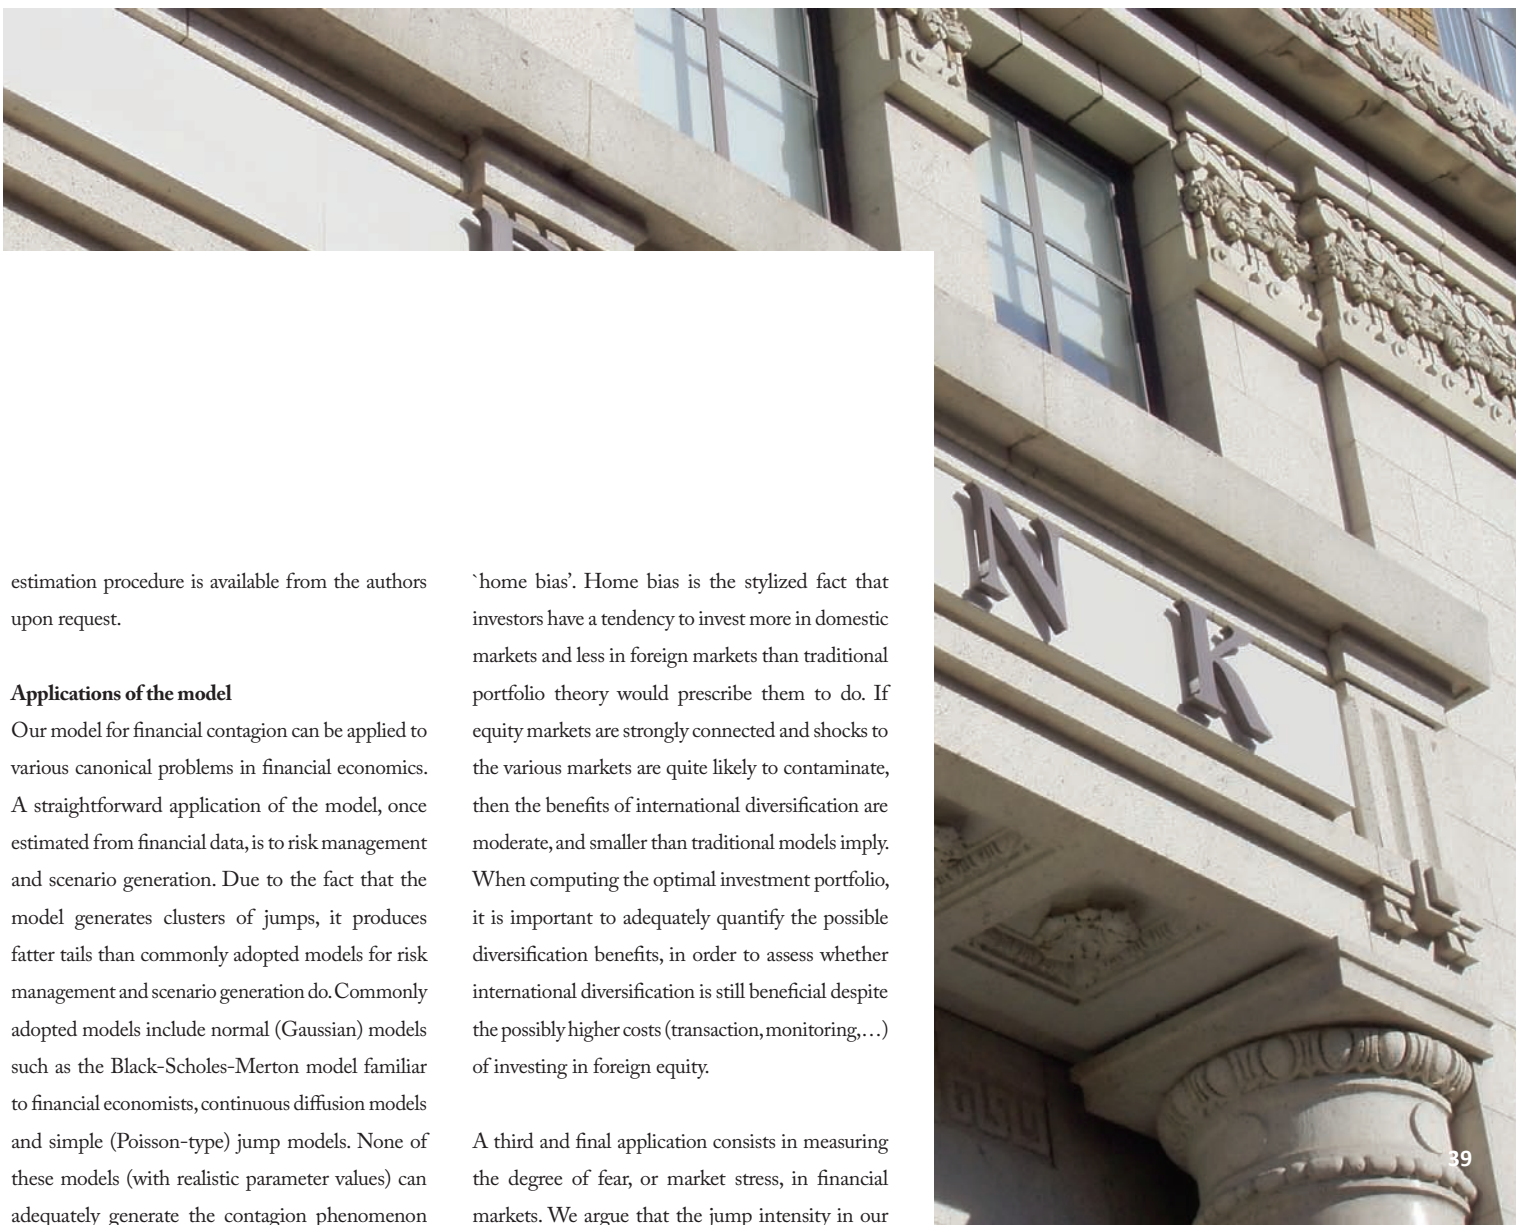 estimation procedure is available from the authors
upon request.
Applications of the model
Our model for financial contagion can be applied to
various canonical problems in financial economics.
A straightforward application of the model, once
estimated from financial data, is to risk management
and scenario generation. Due to the fact that the
model generates clusters of jumps, it produces
fatter tails than commonly adopted models for risk
management and scenario generation do. Commonly
adopted models include normal (Gaussian) models
such as the Black-Scholes-Merton model familiar
to financial economists, continuous diffusion models
and simple (Poisson-type) jump models. None of
these models (with realistic parameter values) can
adequately generate the contagion phenomenon
`home bias’. Home bias is the stylized fact that
investors have a tendency to invest more in domestic
markets and less in foreign markets than traditional
portfolio theory would prescribe them to do. If
equity markets are strongly connected and shocks to
the various markets are quite likely to contaminate,
then the benefits of international diversification are
moderate, and smaller than traditional models imply.
When computing the optimal investment portfolio,
it is important to adequately quantify the possible
diversification benefits, in order to assess whether
international diversification is still beneficial despite
the possibly higher costs (transaction, monitoring,…)
of investing in foreign equity.
A third and final application consists in measuring
the degree of fear, or market stress, in financial
markets. We argue that the jump intensity in our
N K
39